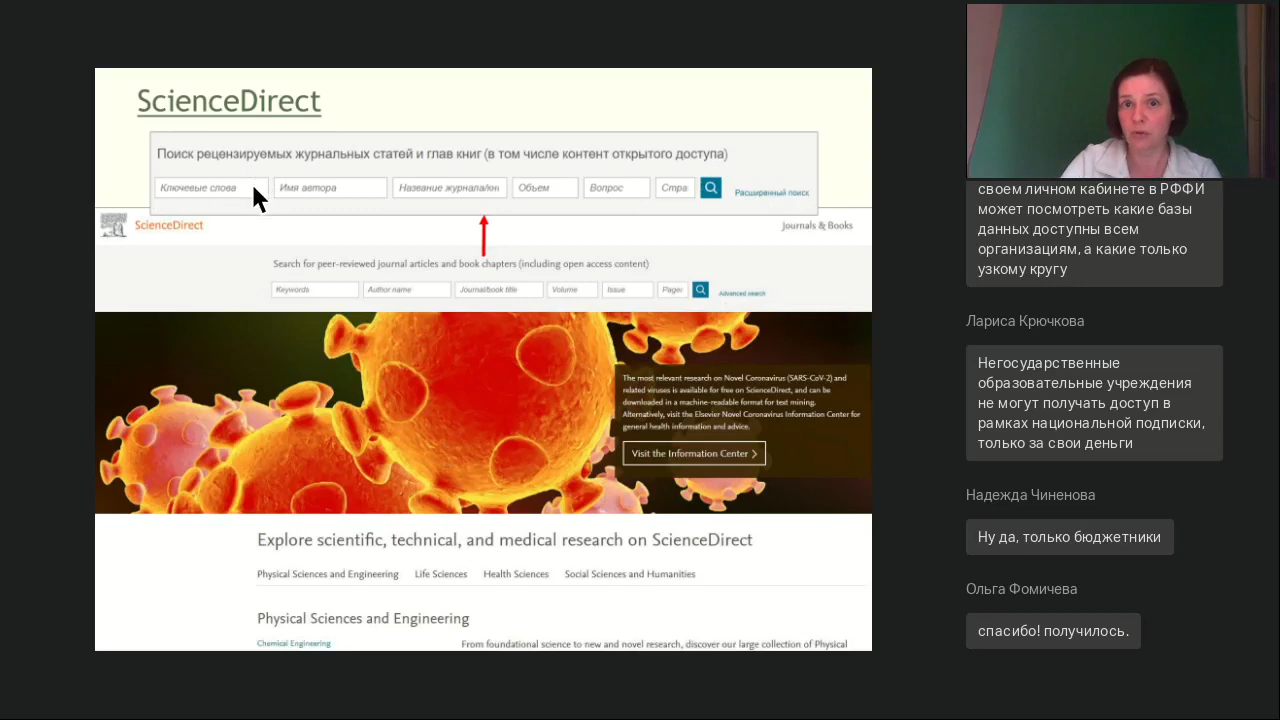 ScienceDirect
Поиск рецензируемых журнальных статей и глав книг (в том числе контент открытого доступа)
Ключевые слова Имя автора Название журнала/кни Объем Вопрос Стра Расширенный поиск
ScienceDirect Journals & Books
Search for peer-reviewed journal articles and book chapters (including open access content)
Keywords Author name Journal/book title Volume Issue Pages Advanced search
The most relevant research on Novel Coronavirus (SARS-CoV-2) and
related viruses is available for free on ScienceDirect, and can be
downloaded in a machine-readable format for text mining.
Alternatively, visit the Elsevier Novel Coronavirus Information Center for
general health information and advice.
Visit the Information Center
Explore scientific, technical, and medical research on ScienceDirect
Physical Sciences and Engineering Life Sciences Health Sciences Social Sciences and Humanities
Physical Sciences and Engineering
Chemical Engineering From foundational science to new and novel research, discover our large collection of Physical
своем личном кабинете в РФФИ
может посмотреть какие базы
данных доступны всем
организациям, а какие только
узкому кругу
Лариса Крючкова
Негосударственные
образовательные учреждения
не могут получать доступ в
рамках национальной подписки,
только за свои деньги
Надежда Чиненова
Ну да, только бюджетники
Ольга Фомичева
спасибо! получилось.